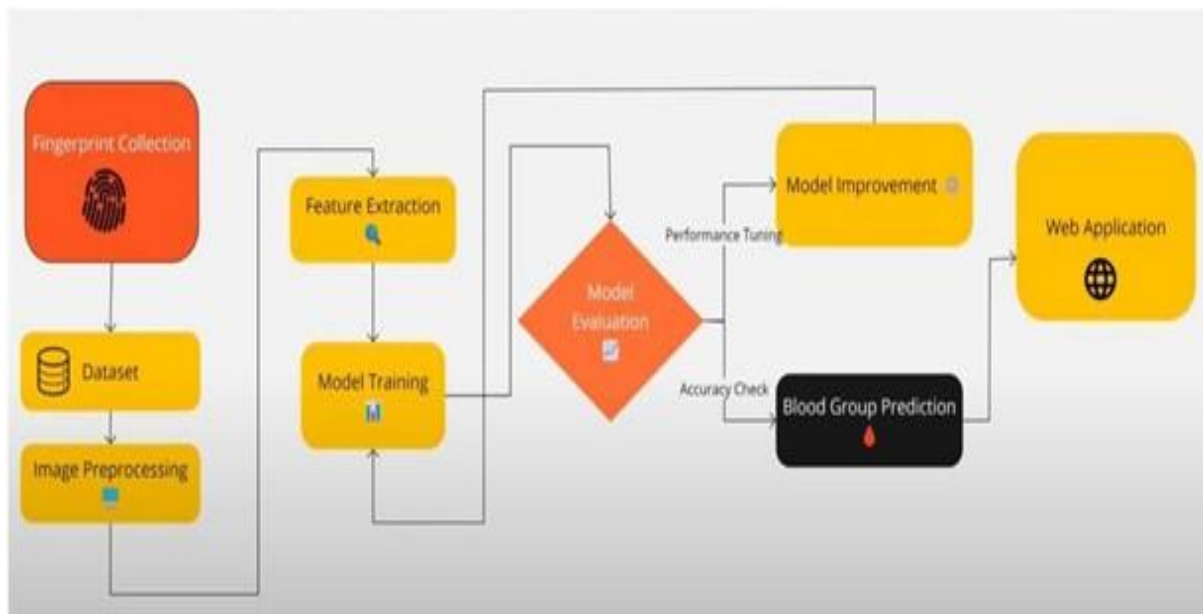 Fingerprint Collection
Dataset
Image Preprocessing
Feature Extraction
Model Training
Model
Evaluation
Performance Tuning
Accuracy Check
Model Improvement
Blood Group Prediction
Web Application